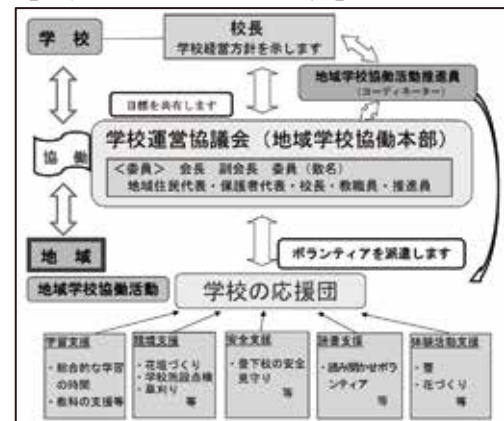 学校
校長
学校経営方針を示します
地域学校協働活動推進員
(コーディネーター)
目標を共有します
協働
学校運営協議会（地域学校協働本部）
＜委員＞ 会長 副会長 委員（数名）
地域住民代表・保護者代表・校長・教職員・推進員
地域
ボランティアを派遣します
地域学校協働活動
学校の応援団
学習支援
・総合的な学習
の時間
・教科の支援等
環境支援
・花壇づくり
・学校施設点検
・草刈り
等
安全支援
・登下校の安全
見守り
等
読書支援
・読み聞かせボラ
ンティア
等
体験活動支援
・花づくり
等